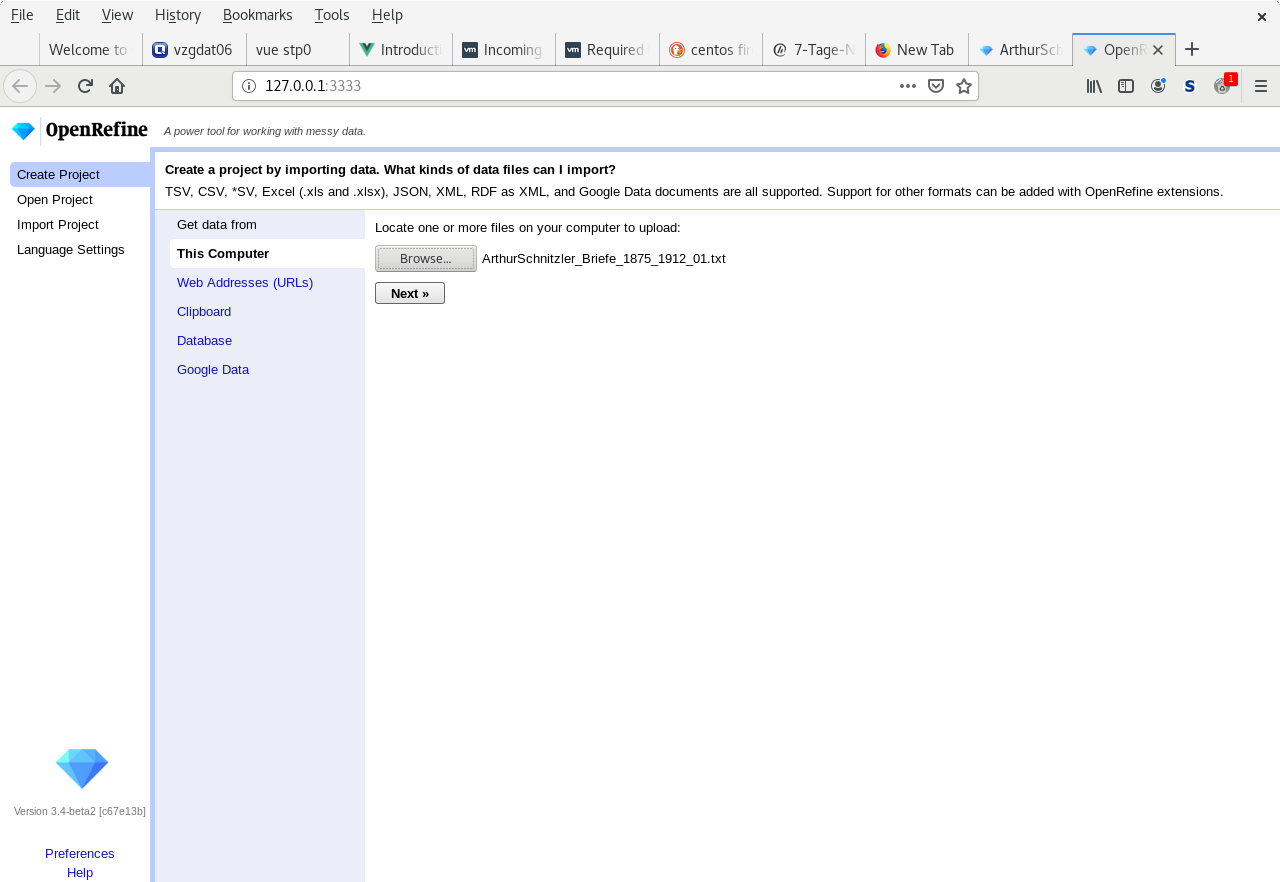 File Edit View History Bookmarks Tools Help
Welcome to vzgdat06 vue stp0 Introducti Incoming Required centos fir 7-Tage-N New Tab ArthurSch OpenR
127.0.0.1:3333
1
OpenRefine A power tool for working with messy data.
Create Project
Open Project
Import Project
Language Settings
Create a project by importing data. What kinds of data files can I import?
TSV, CSV, *SV, Excel (.xls and .xlsx), JSON, XML, RDF as XML, and Google Data documents are all supported. Support for other formats can be added with OpenRefine extensions.
Get data from
This Computer
Web Addresses (URLs)
Clipboard
Database
Google Data
Locate one or more files on your computer to upload:
Browse... ArthurSchnitzler_Briefe_1875_1912_01.txt
Next »
Version 3.4-beta2 [c67e13b]
Preferences
Help